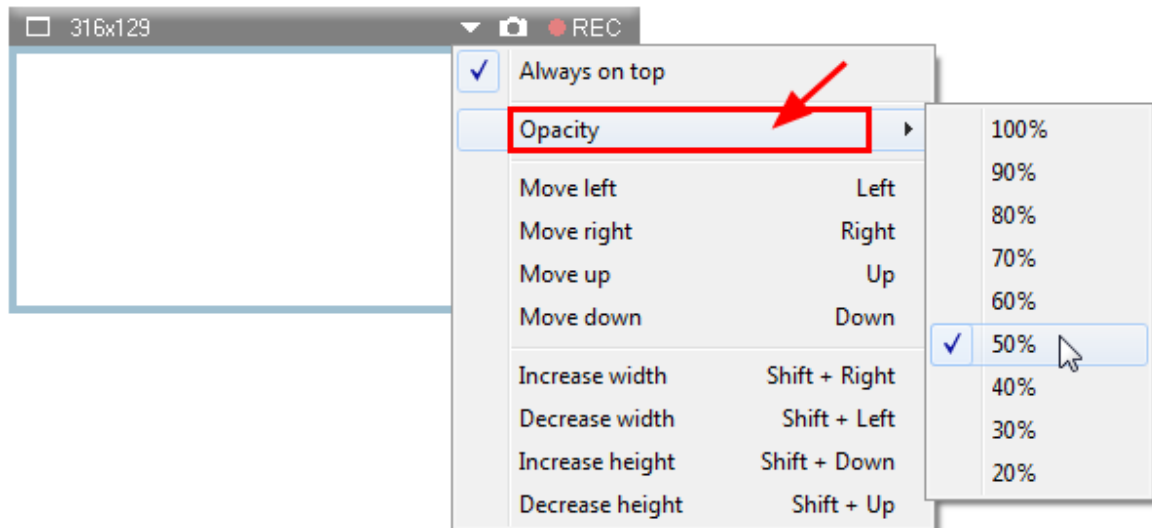 316x129 REC
Always on top
Opacity
Move left Left
Move right Right
Move up Up
Move down Down
Increase width Shift + Right
Decrease width Shift + Left
Increase height Shift + Down
Decrease height Shift + Up
100%
90%
80%
70%
60%
50%
40%
30%
20%